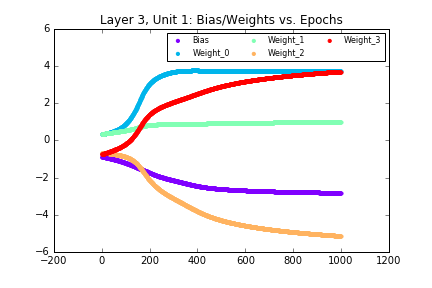 Layer 3, Unit 1: Bias/Weights vs. Epochs
Bias Weight_1 Weight_3
Weight_0 Weight_2
6
4
2
0
−2
−4
−6
−200 0 200 400 600 800 1000 1200